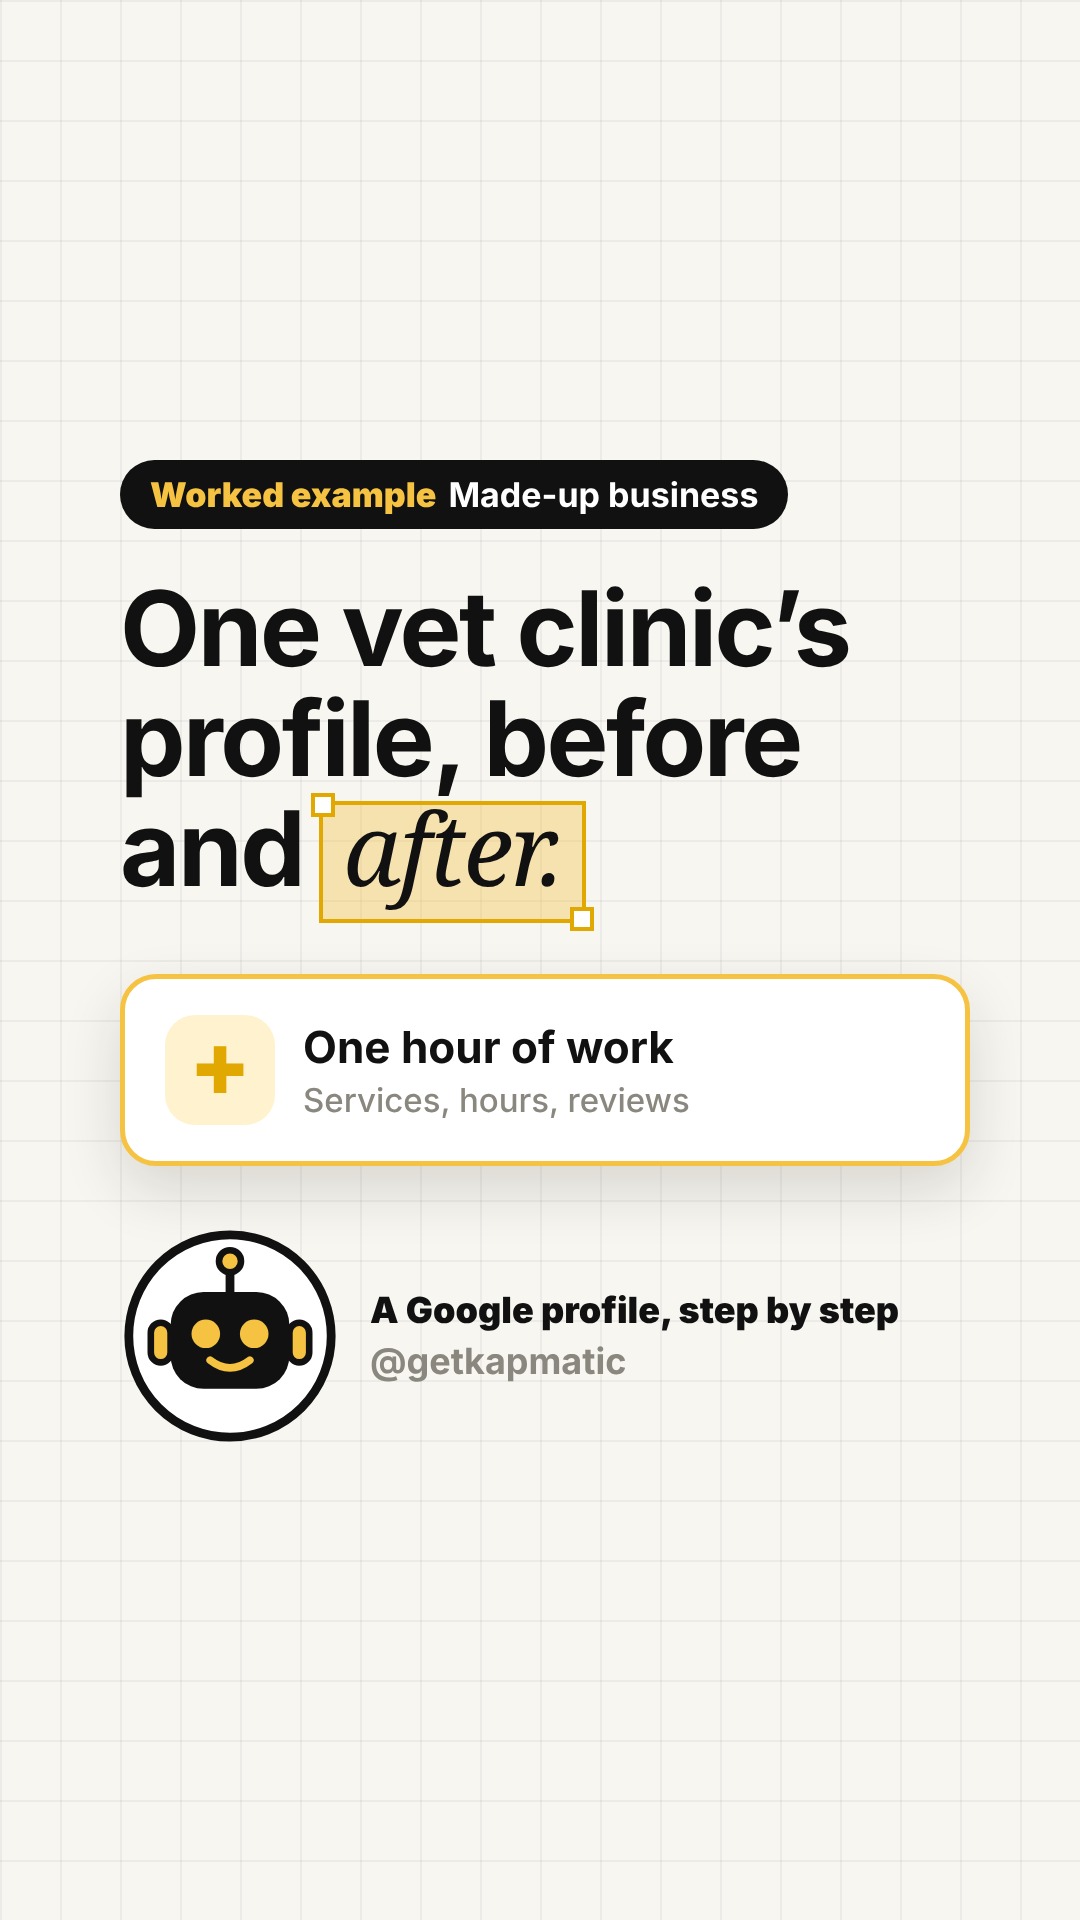 Worked example Made-up business
One vet clinic’s
profile, before
and after.
One hour of work
Services, hours, reviews
A Google profile, step by step
@getkapmatic